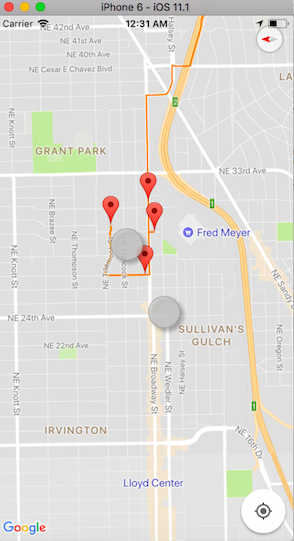 iPhone 6 - iOS 11.1
Carrier 12:31 AM
NE 42nd Ave
NE 41st Ave
NE 40th Ave
NE Cesar E Chavez Blvd
Halsey St
LA
NE Knott St
GRANT PARK
NE 33rd Ave
NE Brazee St
NE Thompson St
Fred Meyer
NE Knott St
NE Sandy B
NE 24th Ave
NE 22nd Ave
SULLIVAN'S
GULCH
NE Broadway St
NE Weidler St
NE Halsey St
NE Oregon St
NE Knott St
IRVINGTON
NE 16th Dr
Lloyd Center
Google